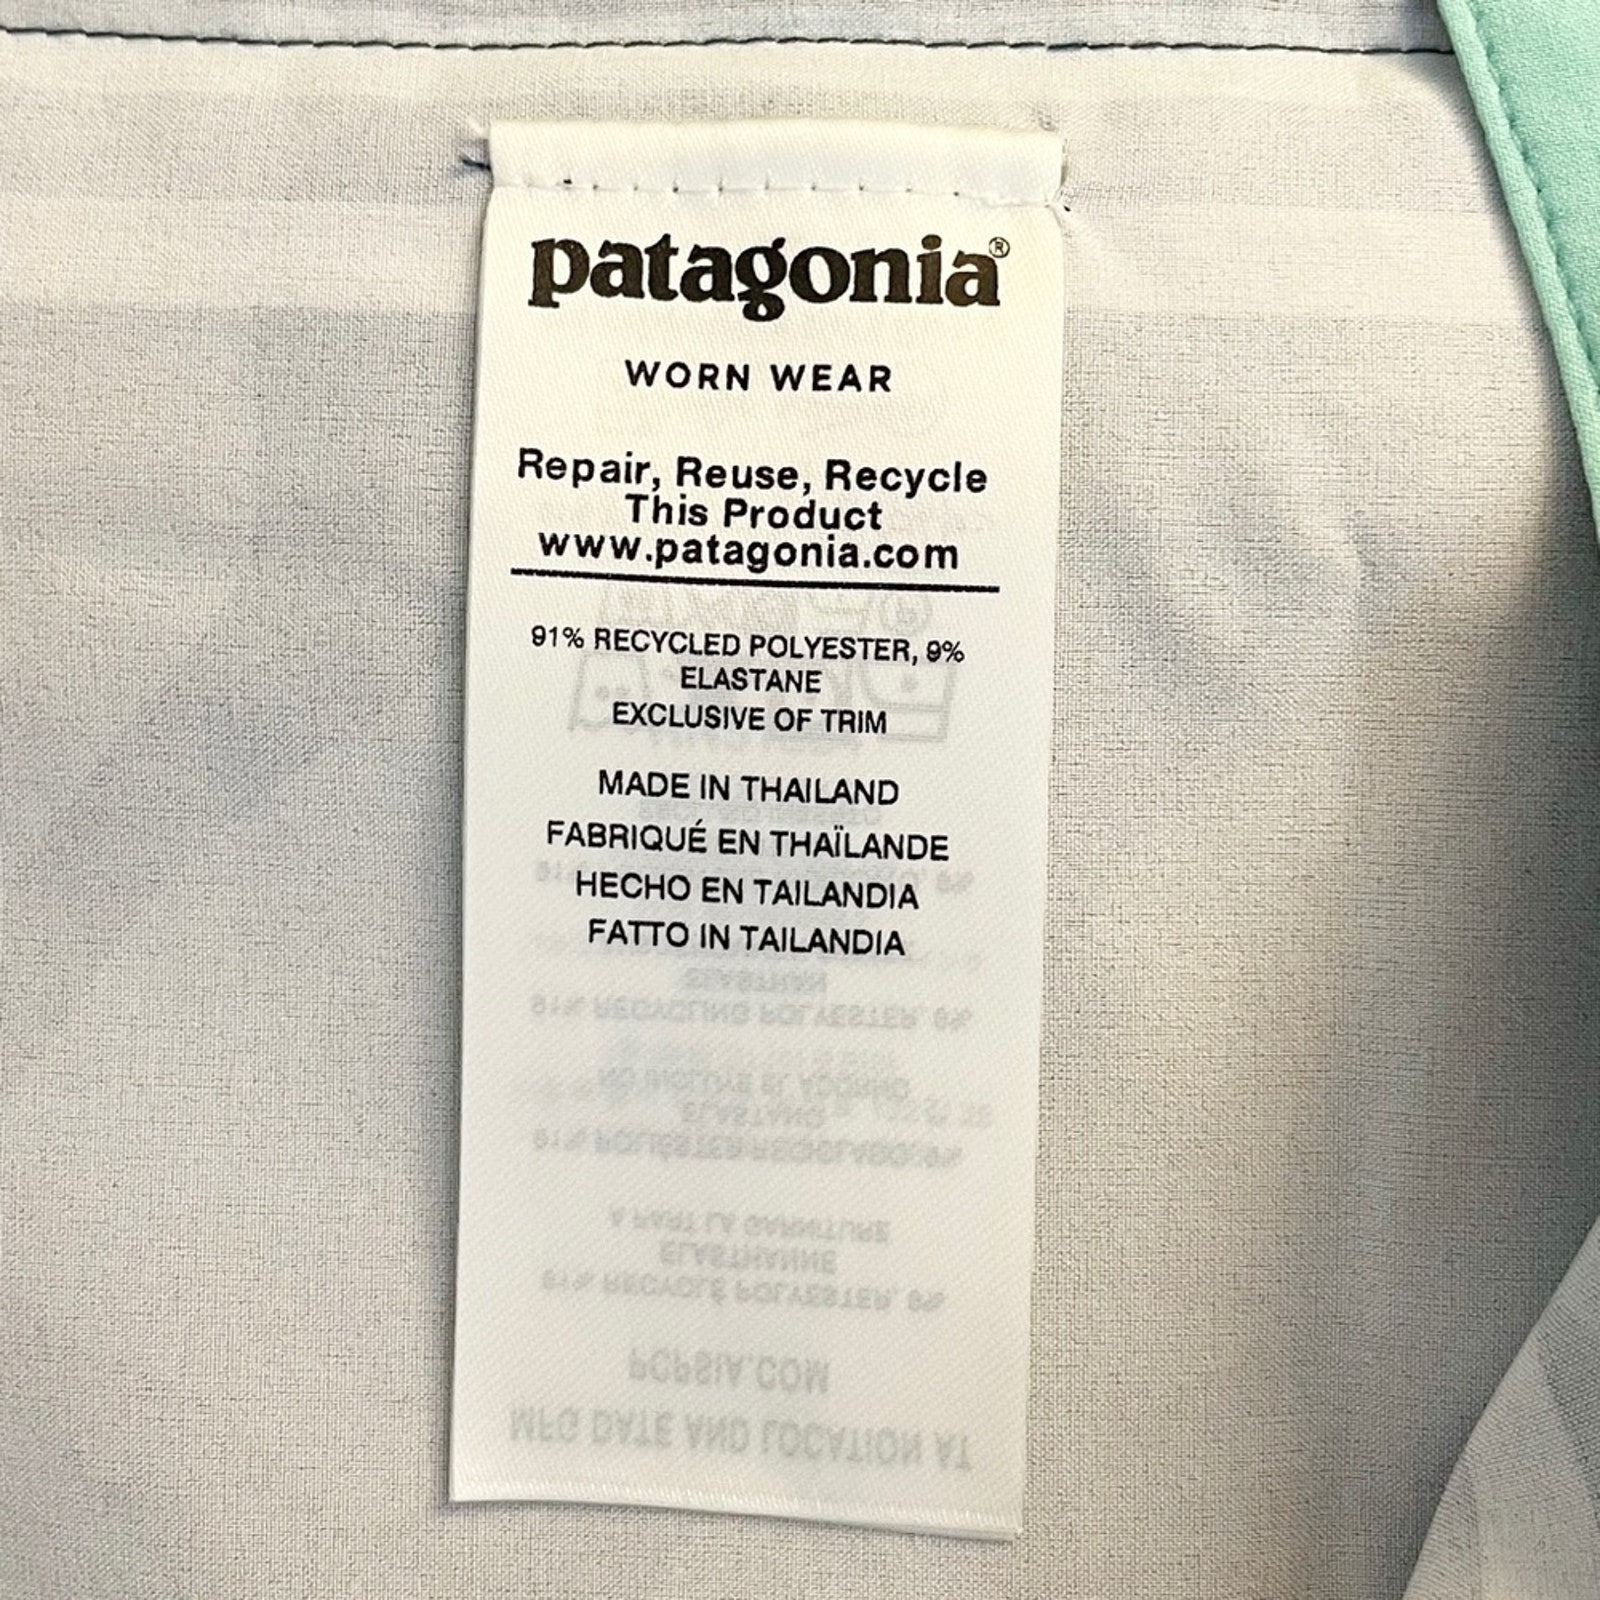 patagonia®
WORN WEAR
Repair, Reuse, Recycle
This Product
www.patagonia.com
91% RECYCLED POLYESTER, 9%
ELASTANE
EXCLUSIVE OF TRIM
MADE IN THAILAND
FABRIQUÉ EN THAÏLANDE
HECHO EN TAILANDIA
FATTO IN TAILANDIA